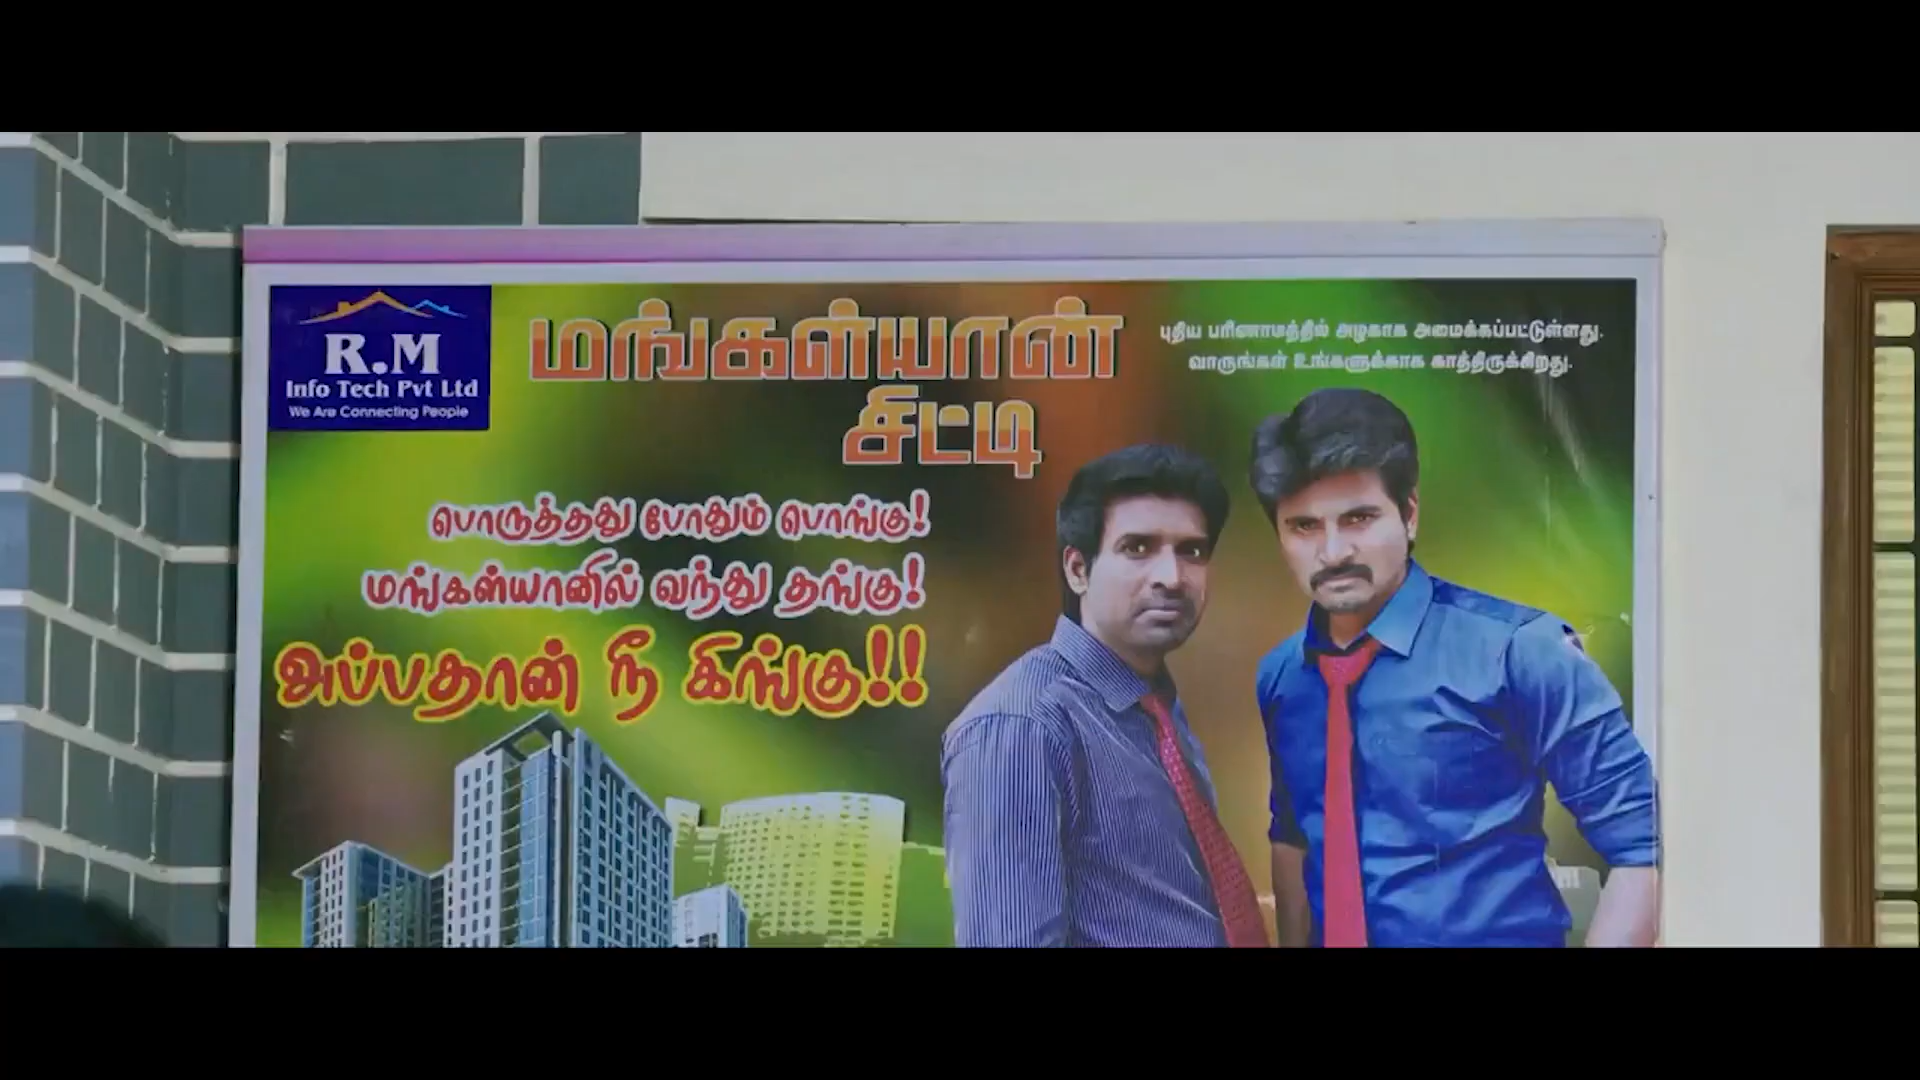 R.M
Info Tech Pvt Ltd
We Are Connecting People
மங்கள்யான்
சிட்டி
புதிய பரிணாமத்தில் அழகாக அமைக்கப்பட்டுள்ளது.
வாருங்கள் உங்களுக்காக காத்திருக்கிறது.
பொருத்தது போதும் பொங்கு!
மங்கள்யானில் வந்து தங்கு!
அப்பதான் நீ கிங்கு!!